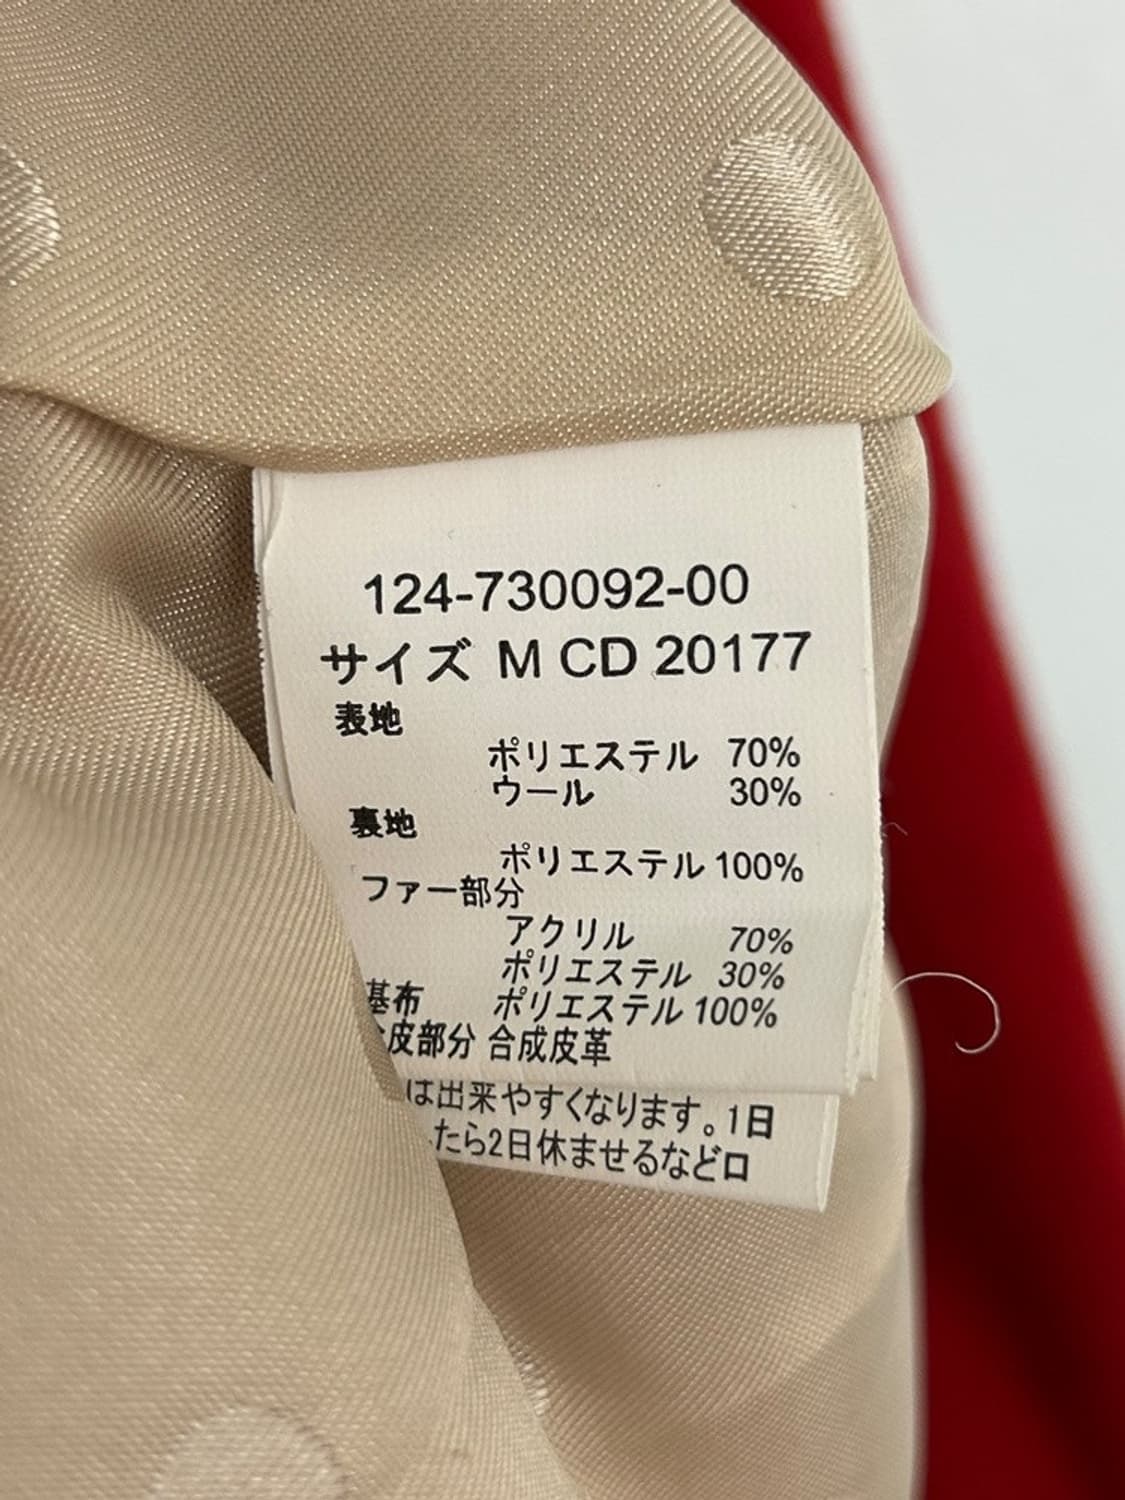 124-730092-00
サイズ M CD 20177
表地
ポリエステル 70%
ウール 30%
裏地
ポリエステル 100%
ファー部分
アクリル 70%
ポリエステル 30%
基布 ポリエステル 100%
皮部分 合成皮革
は出来やすくなります。1日
たら2日休ませるなど口